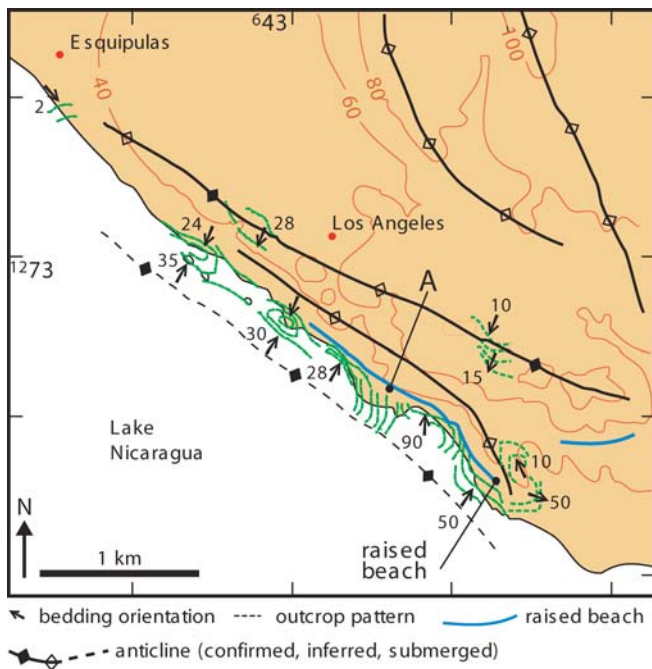 643
Esquipulas
100
40
60
80
2
24
28
Los Angeles
1273
35
A
10
30
15
28
Lake
Nicaragua
90
10
50
N
50
1 km
raised
beach
bedding orientation
outcrop pattern
raised beach
anticline (confirmed, inferred, submerged)